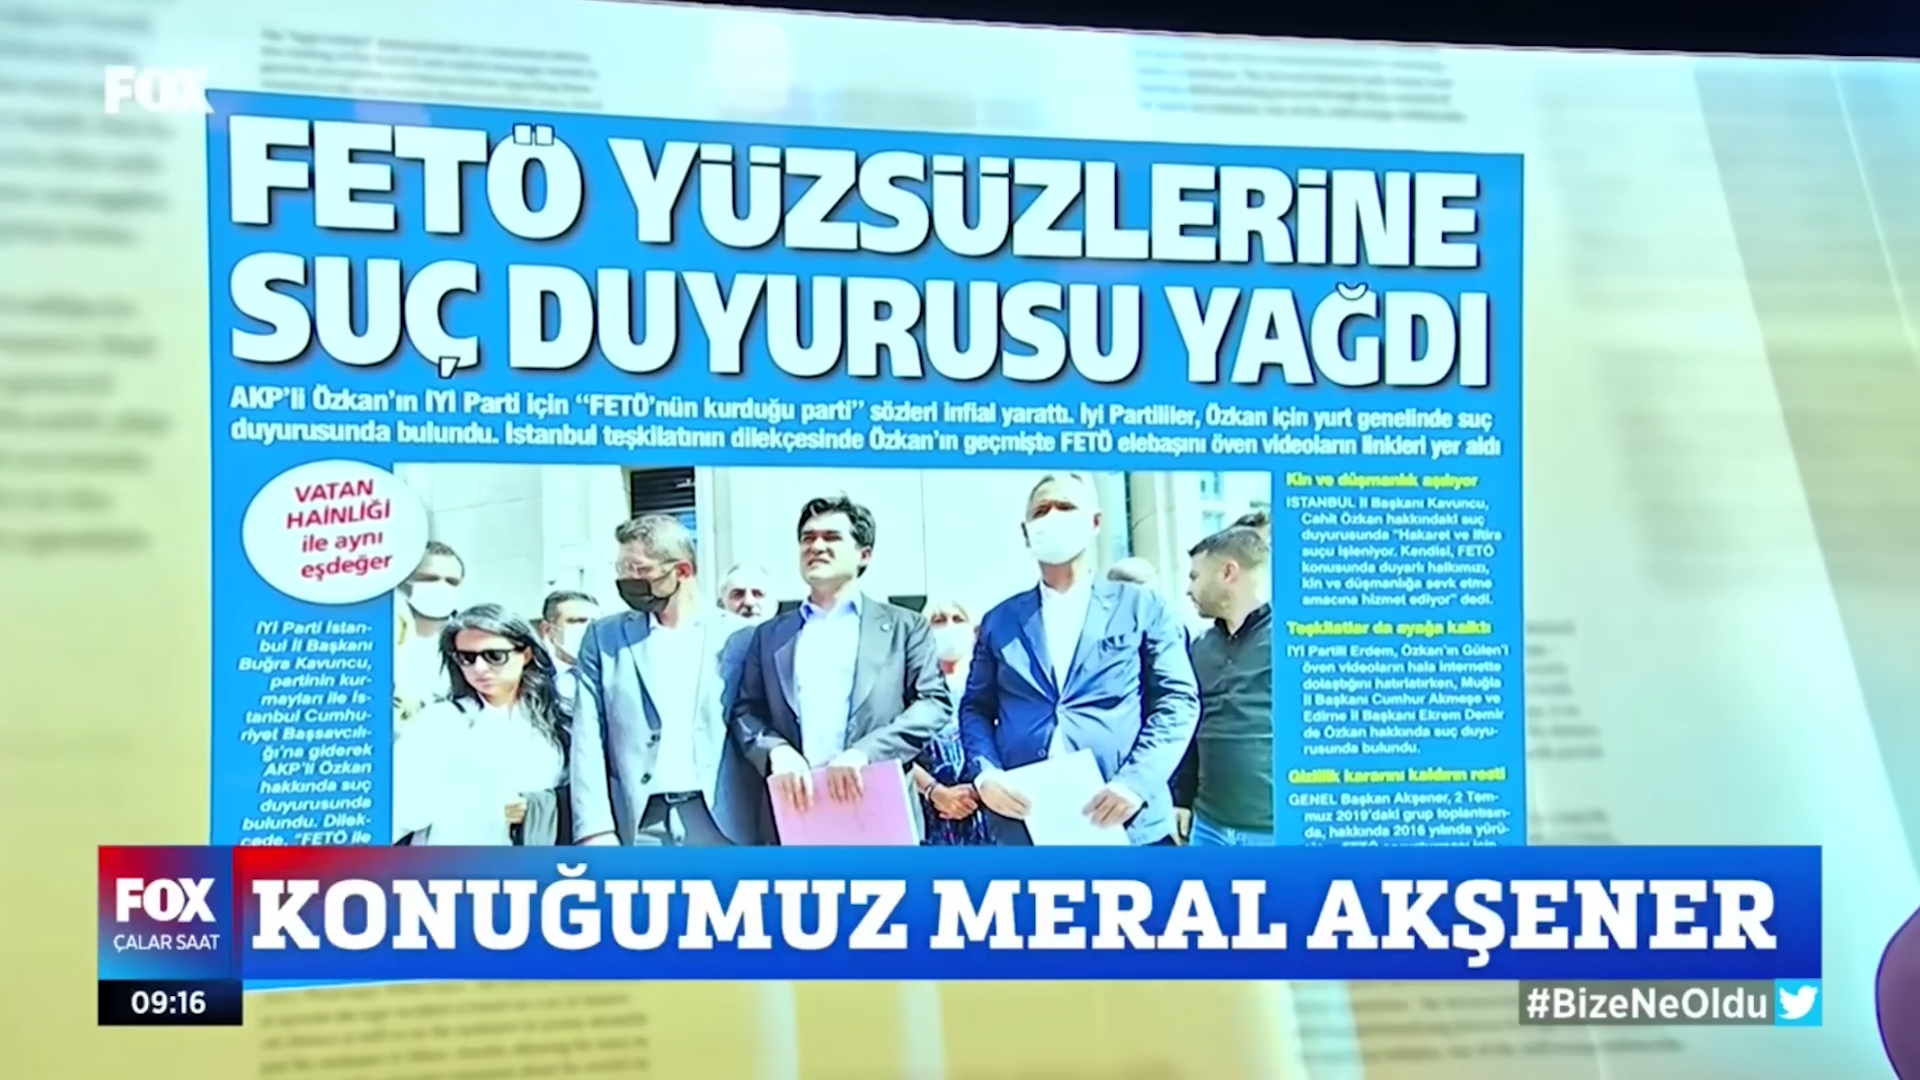 FOX
FETÖ YÜZSÜZLERİNE
SUÇ DUYURUSU YAĞDI
AKP'li Özkan'ın İYİ Parti için "FETÖ'nün kurduğu parti" sözleri infial yarattı. İyi Partililer, Özkan için yurt genelinde suç
duyurusunda bulundu. İstanbul teşkilatının dilekçesinde Özkan'ın geçmişte FETÖ elebaşını öven videoların linkleri yer aldı
VATAN
HAİNLİĞİ
ile aynı
eşdeğer
İYİ Parti İstan-
bul İl Başkanı
Buğra Kavuncu,
partinin kur-
mayları ile İs-
tanbul Cumhu-
riyet Başsavcılı-
ğı'na giderek
AKP'li Özkan
hakkında suç
duyurusunda
bulundu. Dilek-
çede, "FETÖ ile
Kin ve düşmanlık aşılıyor
İSTANBUL İl Başkanı Kavuncu,
Cahit Özkan hakkındaki suç
duyurusunda "Hakaret ve iftira
suçu işleniyor. Kendisi, FETÖ
konusunda duyarlı halkımızı,
kin ve düşmanlığa sevk etme
amacına hizmet ediyor" dedi.
Teşkilatlar da ayağa kalktı
İYİ Partili Erdem, Özkan'ın Gülen'i
öven videoların hala internette
dolaştığını hatırlatırken, Muğla
İl Başkanı Cumhur Akmeşe ve
Edirne İl Başkanı Ekrem Demir
de Özkan hakkında suç duyu-
rusunda bulundu.
Gizlilik kararını kaldırın resti
GENEL Başkan Akşener, 2 Tem-
muz 2019'daki grup toplantısın-
da, hakkında 2016 yılında yürü-
FOX
ÇALAR SAAT
KONUĞUMUZ MERAL AKŞENER
09:16
#BizeNeOldu